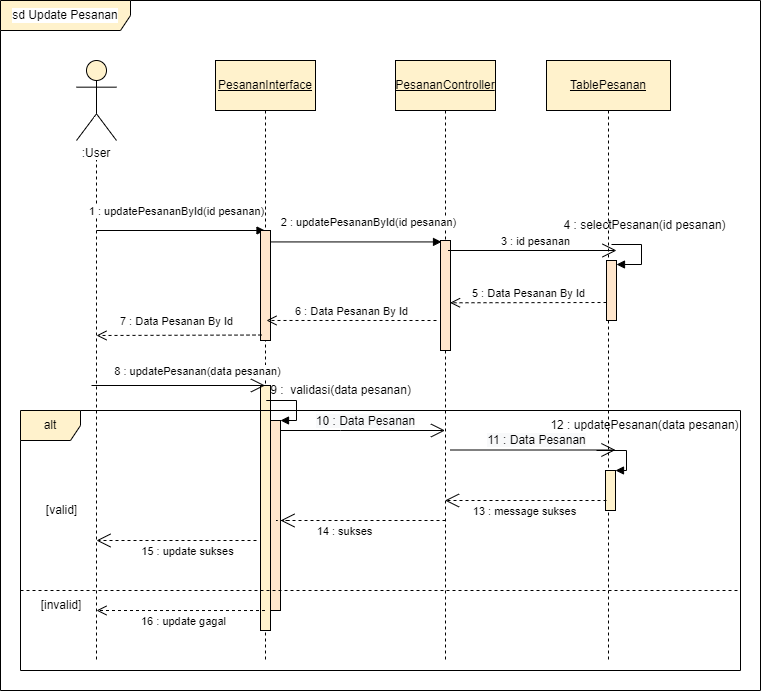 sd Update Pesanan
PesananInterface
PesananController
TablePesanan
:User
1 : updatePesananById(id pesanan)
2 : updatePesananById(id pesanan)
3 : id pesanan
4 : selectPesanan(id pesanan)
5 : Data Pesanan By Id
6 : Data Pesanan By Id
7 : Data Pesanan By Id
8 : updatePesanan(data pesanan)
9 : validasi(data pesanan)
alt
10 : Data Pesanan
12 : updatePesanan(data pesanan)
11 : Data Pesanan
[valid]
13 : message sukses
14 : sukses
15 : update sukses
[invalid]
16 : update gagal